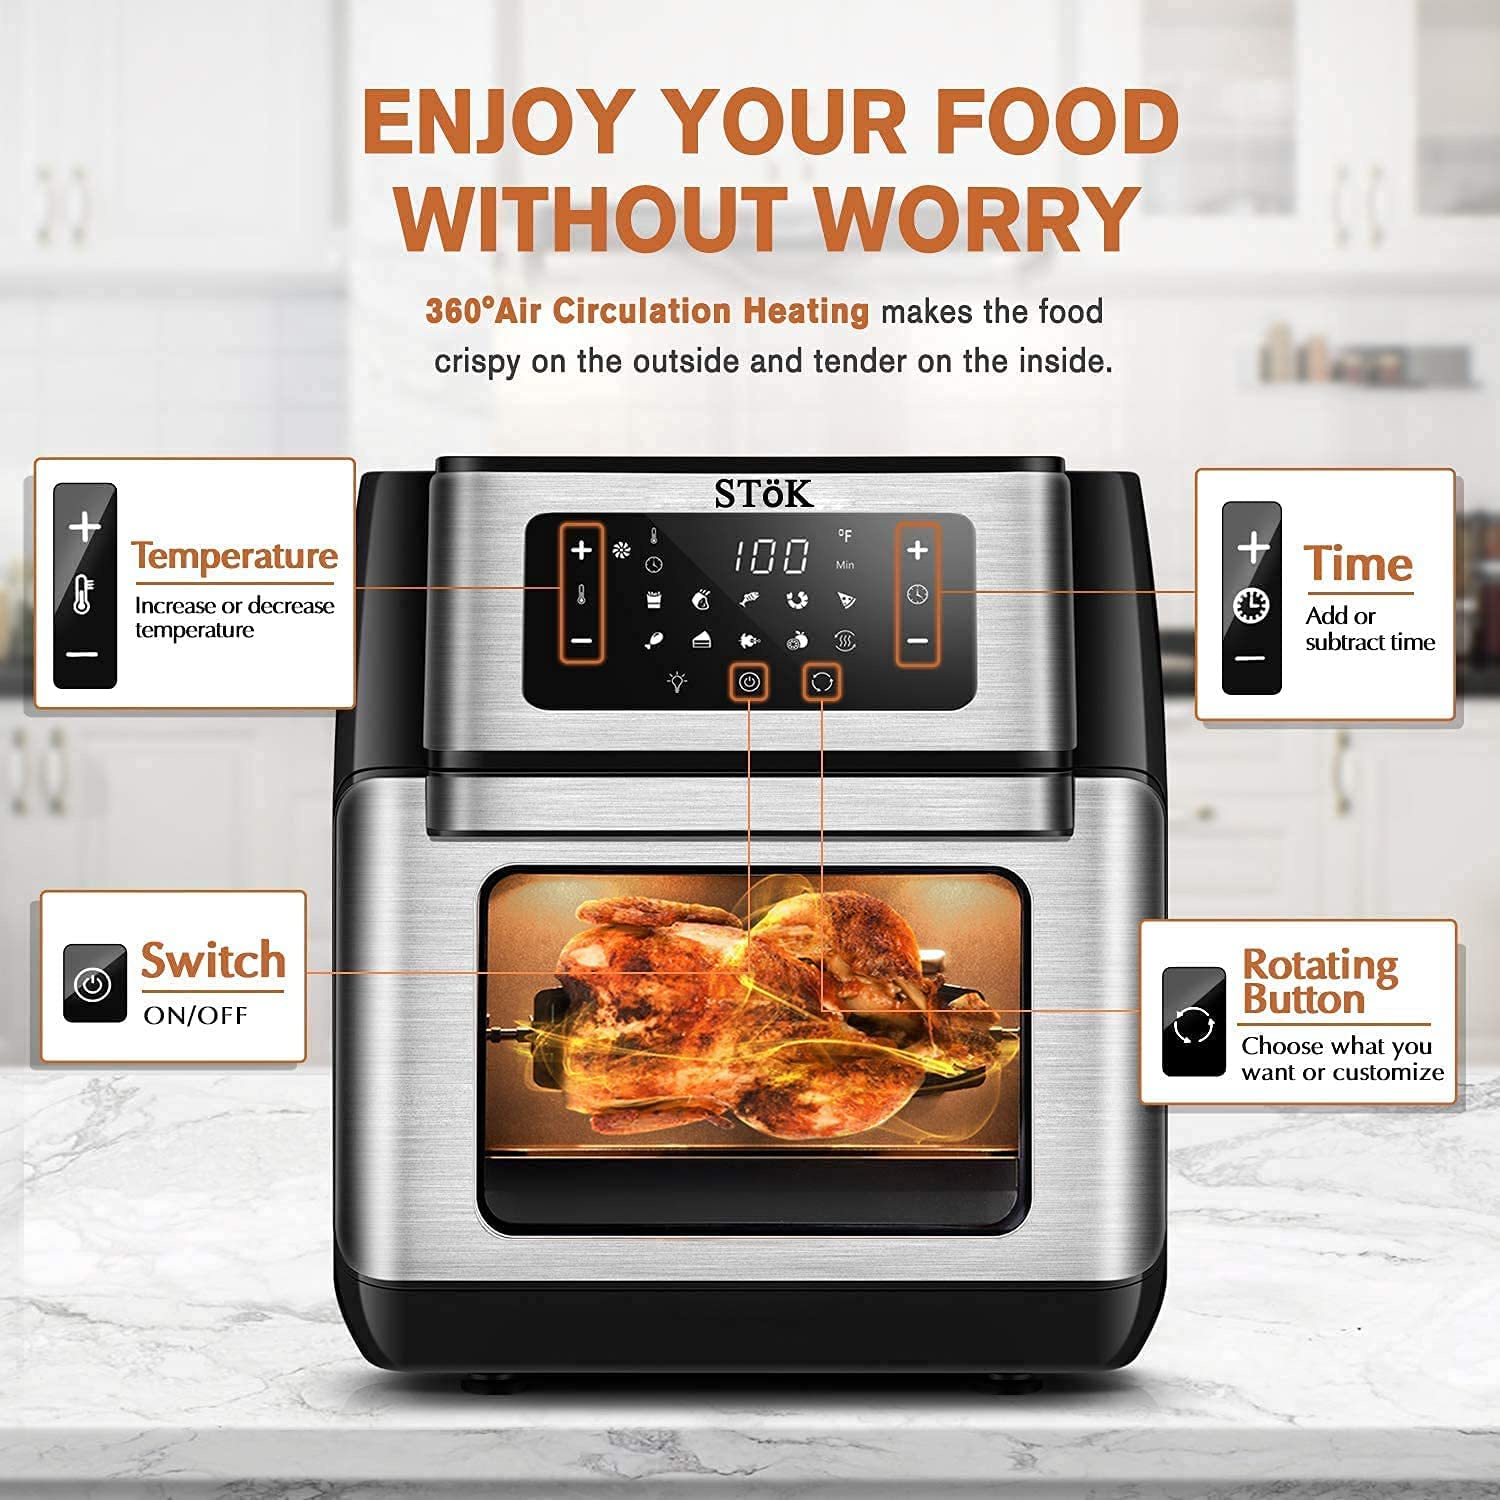 ENJOY YOUR FOOD
WITHOUT WORRY
360°Air Circulation Heating makes the food
crispy on the outside and tender on the inside.
STöK
+
−
100
°F
Min
+
−
+
−
Temperature
Increase or decrease
temperature
+
−
Time
Add or
subtract time
Switch
ON/OFF
Rotating
Button
Choose what you
want or customize